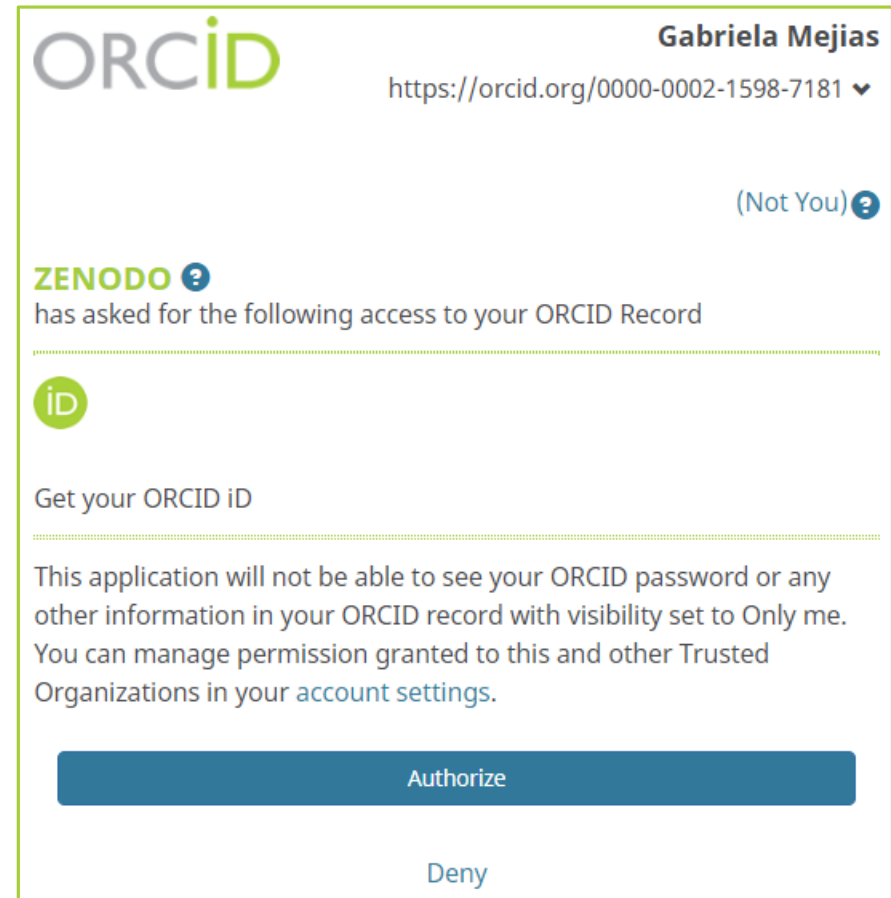 ORCiD
Gabriela Mejias
https://orcid.org/0000-0002-1598-7181
(Not You) ?
ZENODO ?
has asked for the following access to your ORCID Record
iD
Get your ORCID iD
This application will not be able to see your ORCID password or any
other information in your ORCID record with visibility set to Only me.
You can manage permission granted to this and other Trusted
Organizations in your account settings.
Authorize
Deny